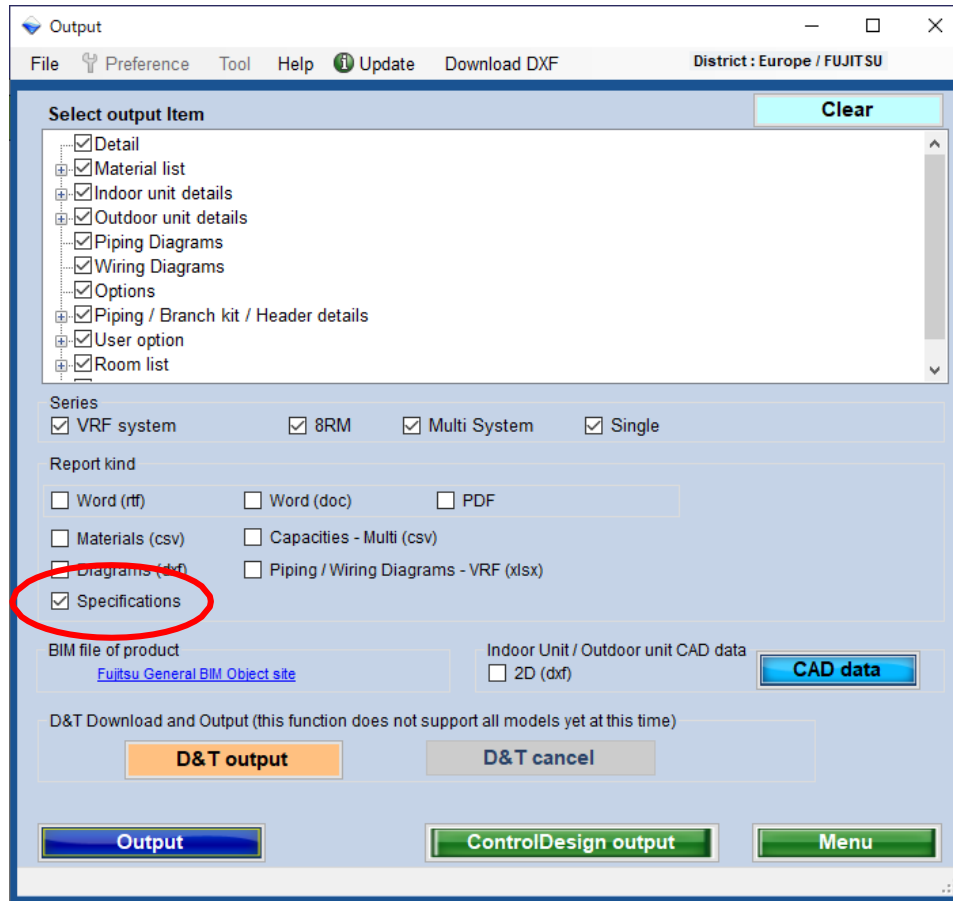 Output
File Preference Tool Help Update Download DXF District : Europe / FUJITSU
Select output Item Clear
Detail
Material list
Indoor unit details
Outdoor unit details
Piping Diagrams
Wiring Diagrams
Options
Piping / Branch kit / Header details
User option
Room list
Series
VRF system 8RM Multi System Single
Report kind
Word (rtf) Word (doc) PDF
Materials (csv) Capacities - Multi (csv)
Diagrams (dxf) Piping / Wiring Diagrams - VRF (xlsx)
Specifications
BIM file of product Indoor Unit / Outdoor unit CAD data
Fujitsu General BIM Object site 2D (dxf) CAD data
D&T Download and Output (this function does not support all models yet at this time)
D&T output D&T cancel
Output ControlDesign output Menu